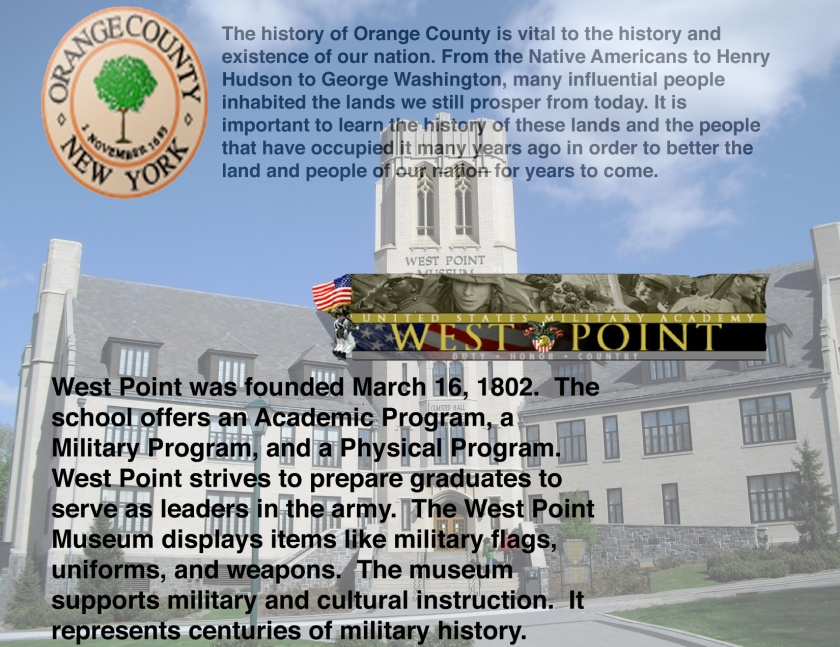 ORANGE COUNTY
1 NOVEMBER 1683
NEW YORK
The history of Orange County is vital to the history and
existence of our nation. From the Native Americans to Henry
Hudson to George Washington, many influential people
inhabited the lands we still prosper from today. It is
important to learn the history of these lands and the people
that have occupied it many years ago in order to better the
land and people of our nation for years to come.
WEST POINT
MUSEUM
UNITED STATES MILITARY ACADEMY
WEST POINT
DUTY • HONOR • COUNTRY
West Point was founded March 16, 1802.  The
OLMSTED HALL
school offers an Academic Program, a
Military Program, and a Physical Program.
West Point strives to prepare graduates to
serve as leaders in the army.  The West Point
Museum displays items like military flags,
uniforms, and weapons.  The museum
supports military and cultural instruction.  It
represents centuries of military history.